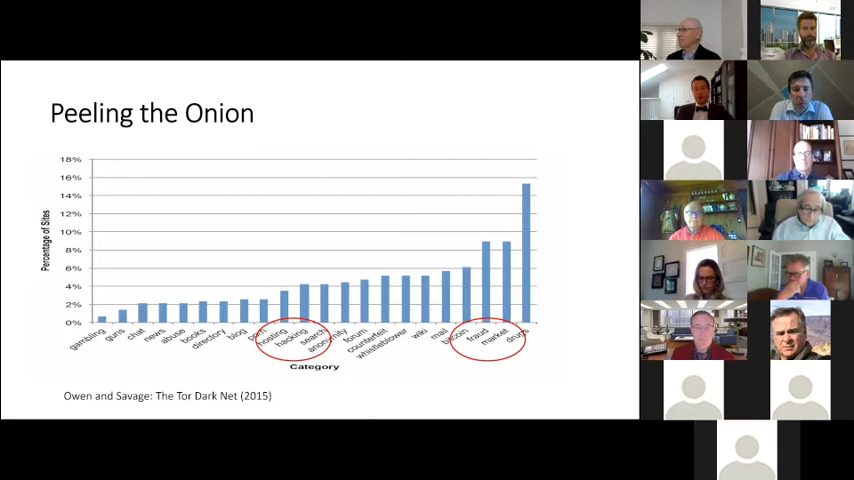 Peeling the Onion
18%
16%
14%
12%
10%
8%
6%
4%
2%
0%
Percentage of Sites
gambling
guns
chat
news
abuse
books
directory
blog
porn
hosting
hacking
search
anonymity
forum
counterfeit
whistleblower
wiki
mail
bitcoin
fraud
market
drugs
Category
Owen and Savage: The Tor Dark Net (2015)